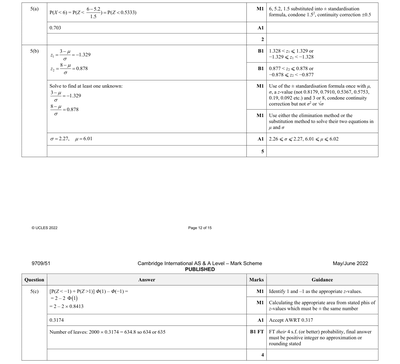 5(a)
P(X < 6) = P(Z < (6 − 5.2)/1.5) = P(Z < 0.5333)
M1
6, 5.2, 1.5 substituted into ± standardisation
formula, condone 1.5², continuity correction ±0.5
0.703
A1
2
5(b)
z₁ = (3 − μ)/σ = −1.329
z₂ = (8 − μ)/σ = 0.878
B1
1.328 < z₁ ⩽ 1.329 or
−1.329 ⩽ z₁ < −1.328
B1
0.877 < z₂ ⩽ 0.878 or
−0.878 ⩽ z₂ < −0.877
Solve to find at least one unknown:
(3 − μ)/σ = −1.329
(8 − μ)/σ = 0.878
M1
Use of the ± standardisation formula once with μ,
σ, a z-value (not 0.8179, 0.7910, 0.5367, 0.5753,
0.19, 0.092 etc.) and 3 or 8, condone continuity
correction but not σ² or √σ
M1
Use either the elimination method or the
substitution method to solve their two equations in
μ and σ
σ = 2.27, μ = 6.01
A1
2.26 ⩽ σ ⩽ 2.27, 6.01 ⩽ μ ⩽ 6.02
5
© UCLES 2022
Page 12 of 15
9709/51
Cambridge International AS & A Level – Mark Scheme
PUBLISHED
May/June 2022
Question
Answer
Marks
Guidance
5(c)
[P(Z < −1) + P(Z > 1)] Φ(1) − Φ(−1) =
= 2 − 2 Φ(1)
= 2 − 2 × 0.8413
M1
Identify 1 and −1 as the appropriate z-values.
M1
Calculating the appropriate area from stated phis of
z-values which must be ± the same number
0.3174
A1
Accept AWRT 0.317
Number of leaves: 2000 × 0.3174 = 634.8 so 634 or 635
B1 FT
FT their 4 s.f. (or better) probability, final answer
must be positive integer no approximation or
rounding stated
4